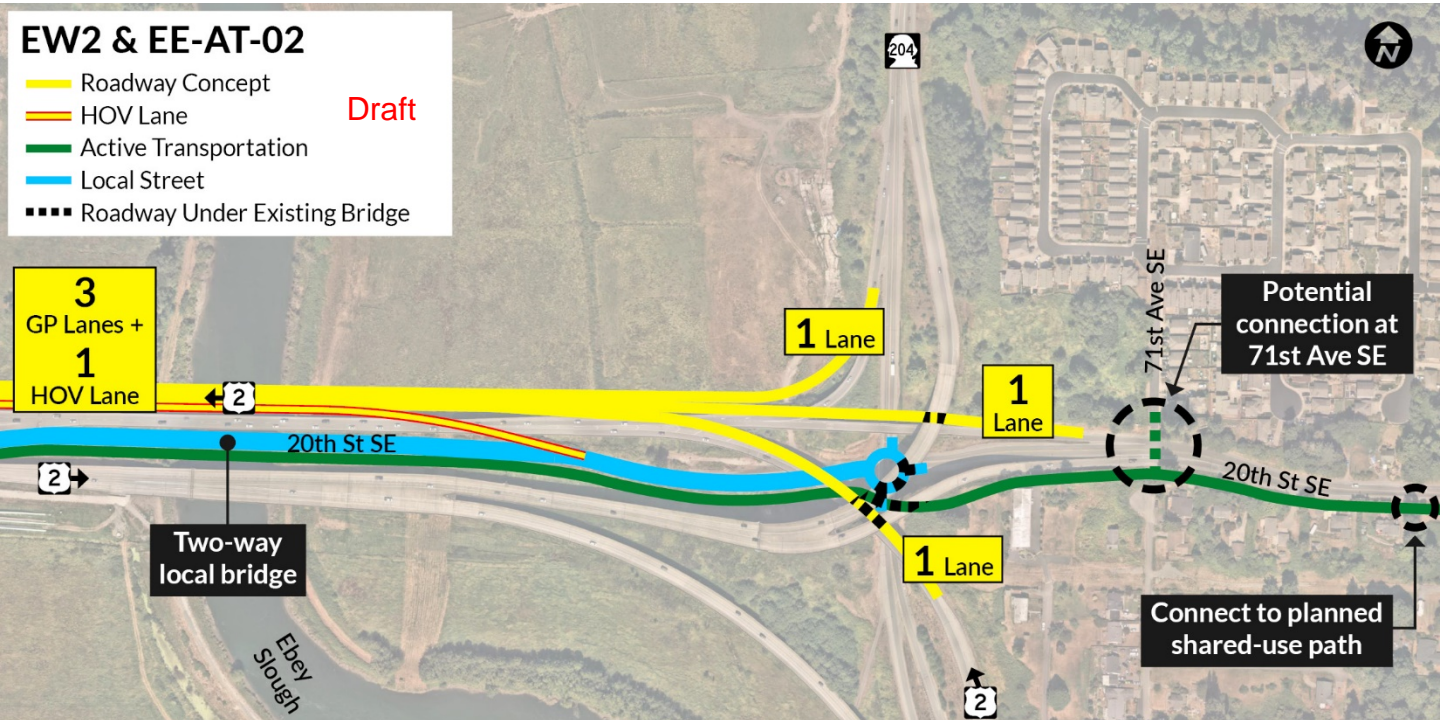 EW2 & EE-AT-02
Roadway Concept
HOV Lane
Draft
Active Transportation
Local Street
Roadway Under Existing Bridge
204
N
3
GP Lanes +
1
HOV Lane
2
20th St SE
2
Two-way
local bridge
Ebey
Slough
1 Lane
1
Lane
1 Lane
2
71st Ave SE
Potential
connection at
71st Ave SE
20th St SE
Connect to planned
shared-use path